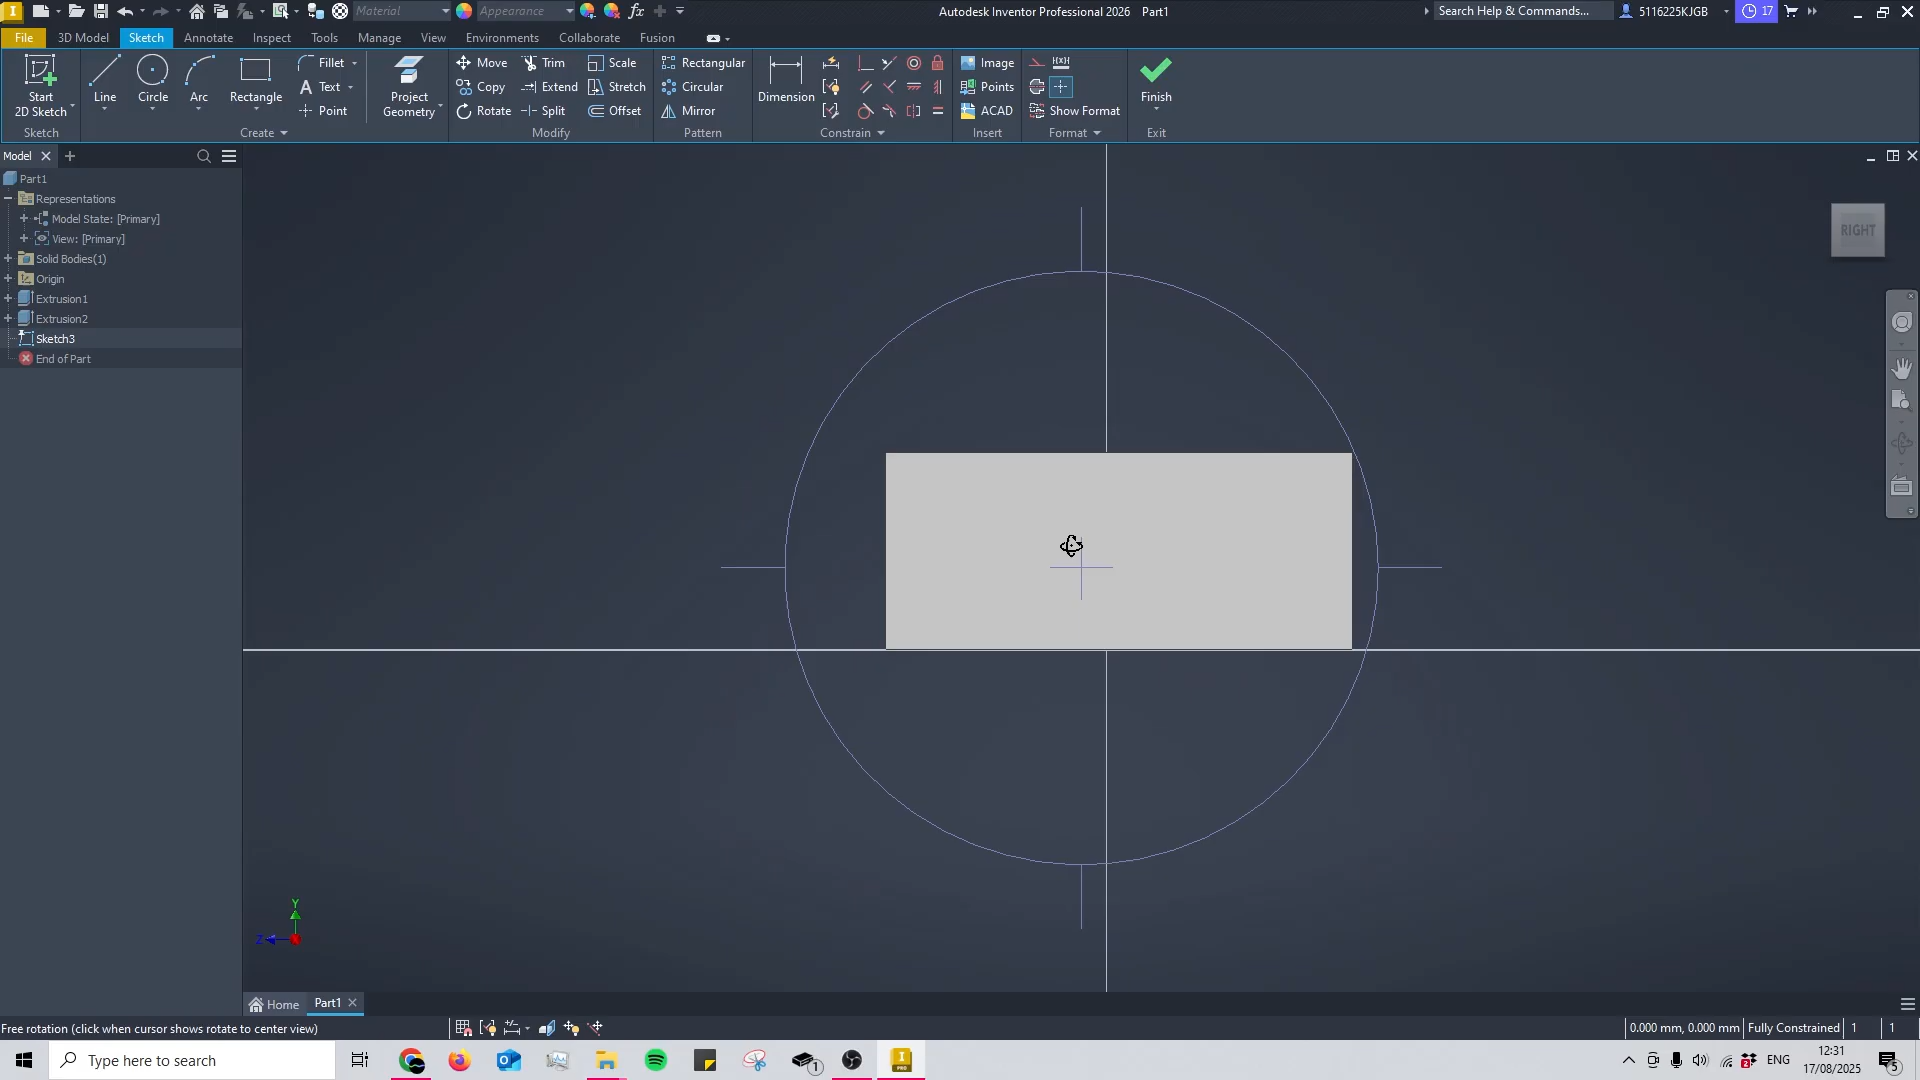 Material
Appearance
fx
Autodesk Inventor Professional 2026 Part1
Search Help & Commands...
5116225KJGB
17
File
3D Model
Sketch
Annotate
Inspect
Tools
Manage
View
Environments
Collaborate
Fusion
Start
2D Sketch
Line
Circle
Arc
Rectangle
Fillet
Text
Point
Project
Geometry
Move
Copy
Rotate
Trim
Extend
Split
Scale
Stretch
Offset
Rectangular
Circular
Mirror
Dimension
Image
Points
ACAD
Show Format
Finish
Sketch
Create
Modify
Pattern
Constrain
Insert
Format
Exit
Model
Part1
Representations
Model State: [Primary]
View: [Primary]
Solid Bodies(1)
Origin
Extrusion1
Extrusion2
Sketch3
End of Part
RIGHT
Y
Z
Home
Part1
Free rotation (click when cursor shows rotate to center view)
0.000 mm, 0.000 mm
Fully Constrained
1
1
Type here to search
ENG
12:31
17/08/2025